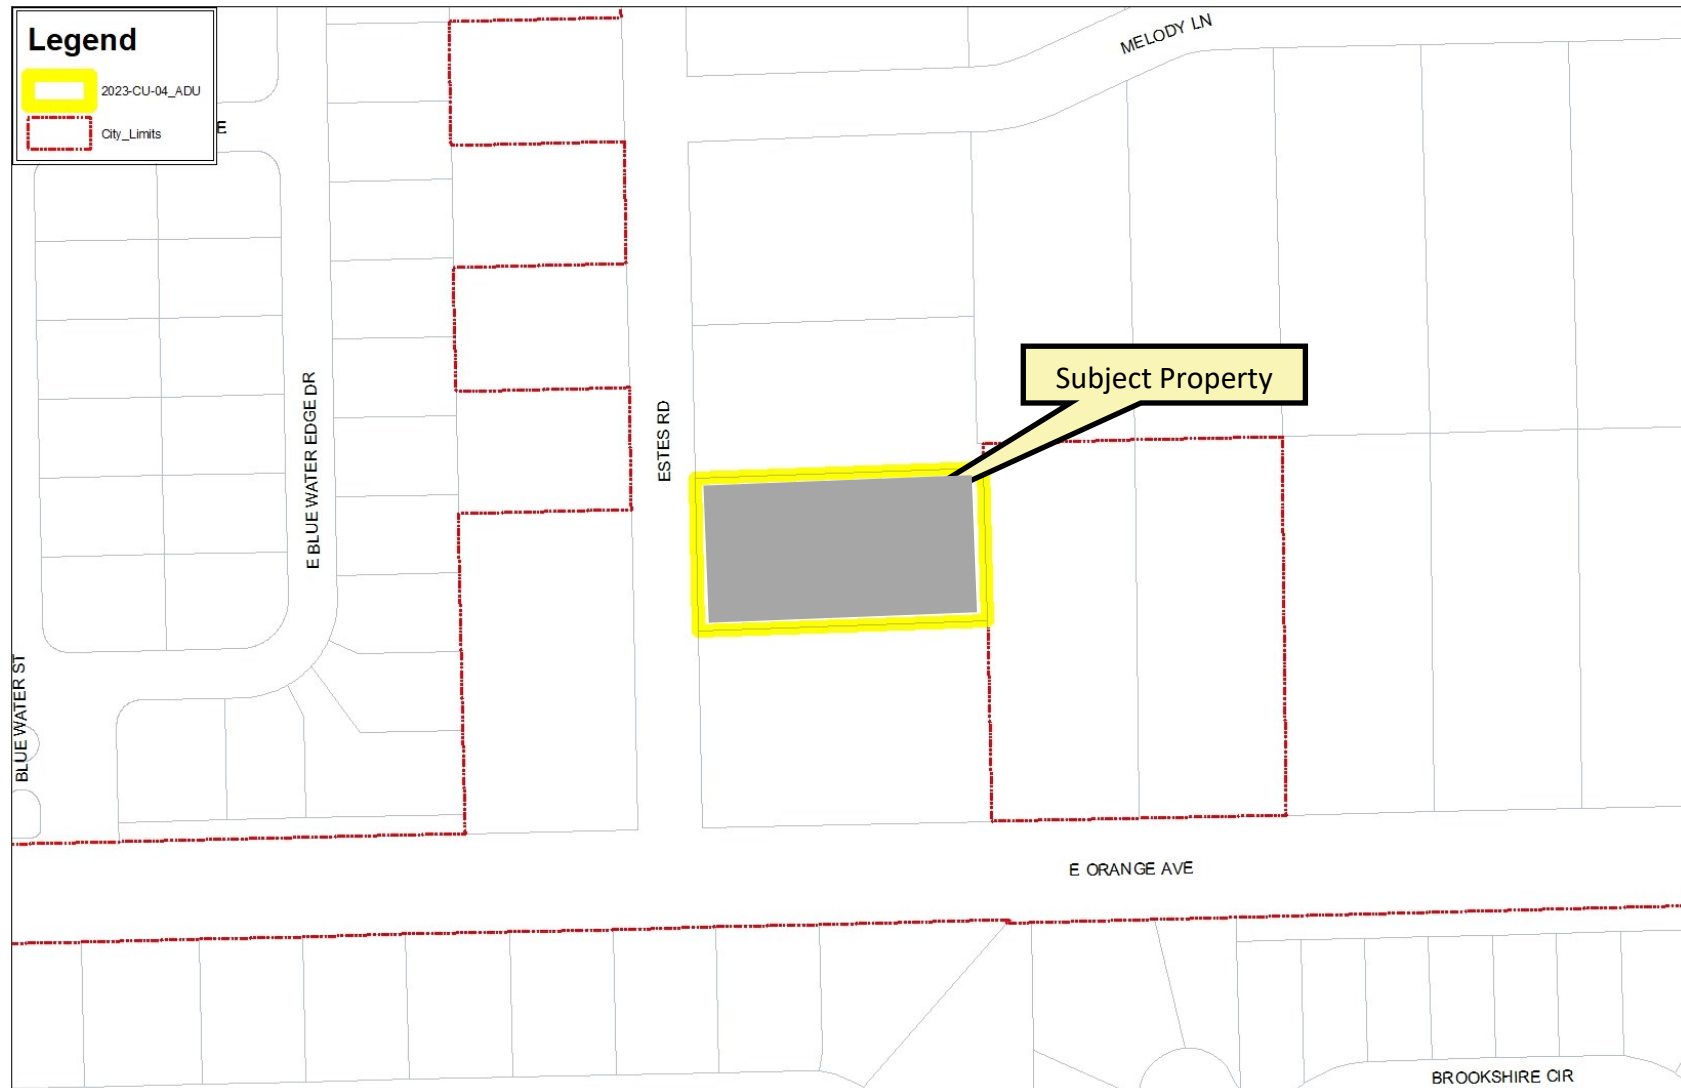 Legend
2023-CU-04_ADU
City_Limits
E
MELODY LN
Subject Property
E BLUE WATER EDGE DR
ESTES RD
BLUE WATER ST
E ORANGE AVE
BROOKSHIRE CIR